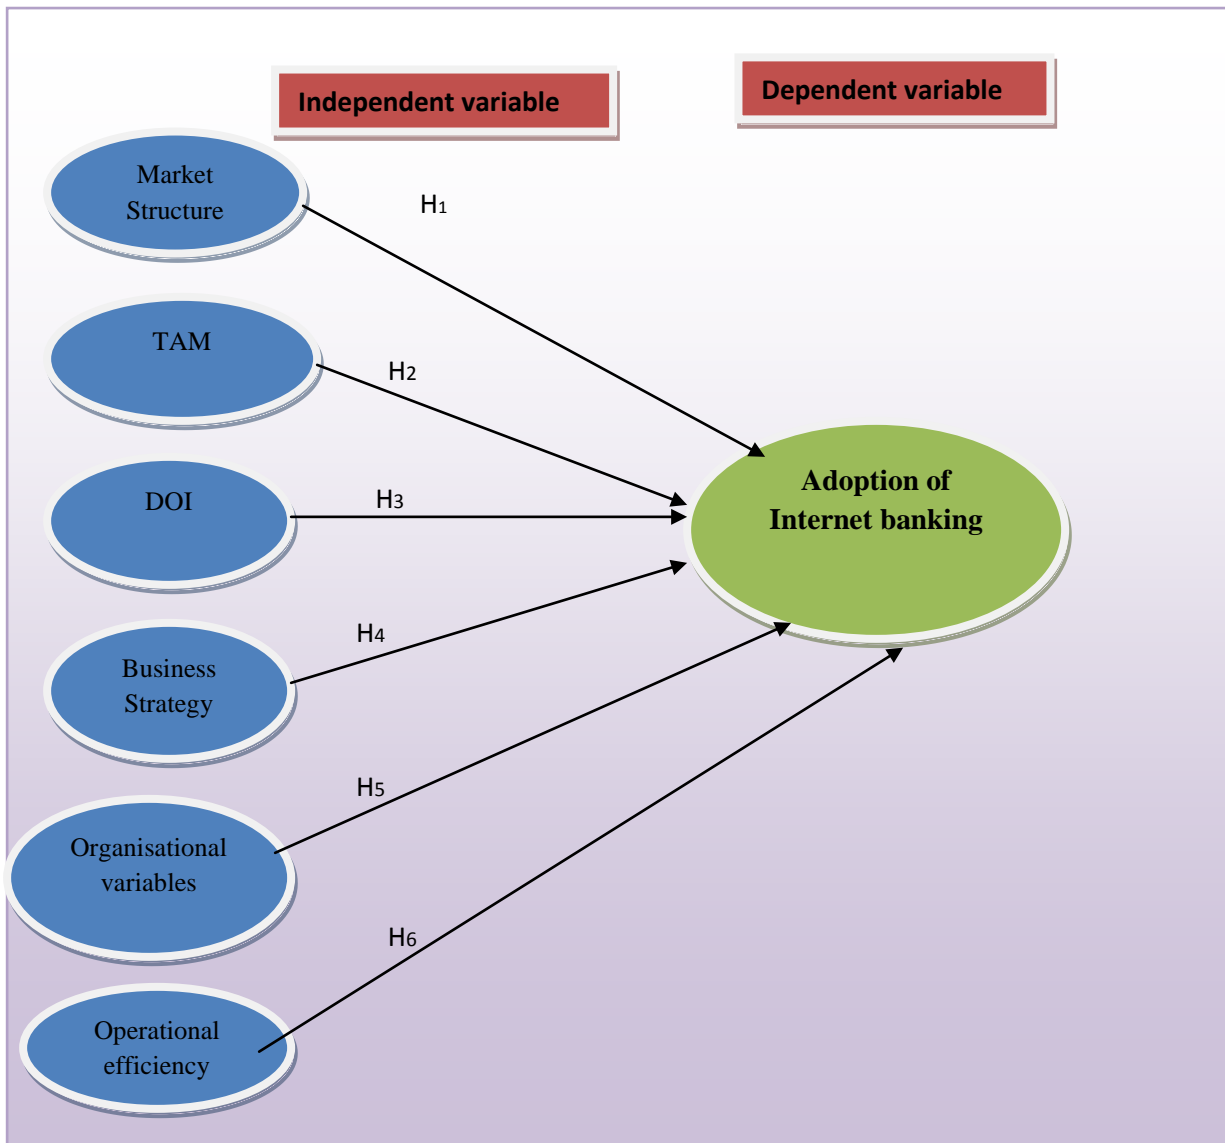 Independent variable
Dependent variable
Market
Structure
H1
TAM
H2
DOI
H3
Adoption of
Internet banking
Business
Strategy
H4
Organisational
variables
H5
Operational
efficiency
H6